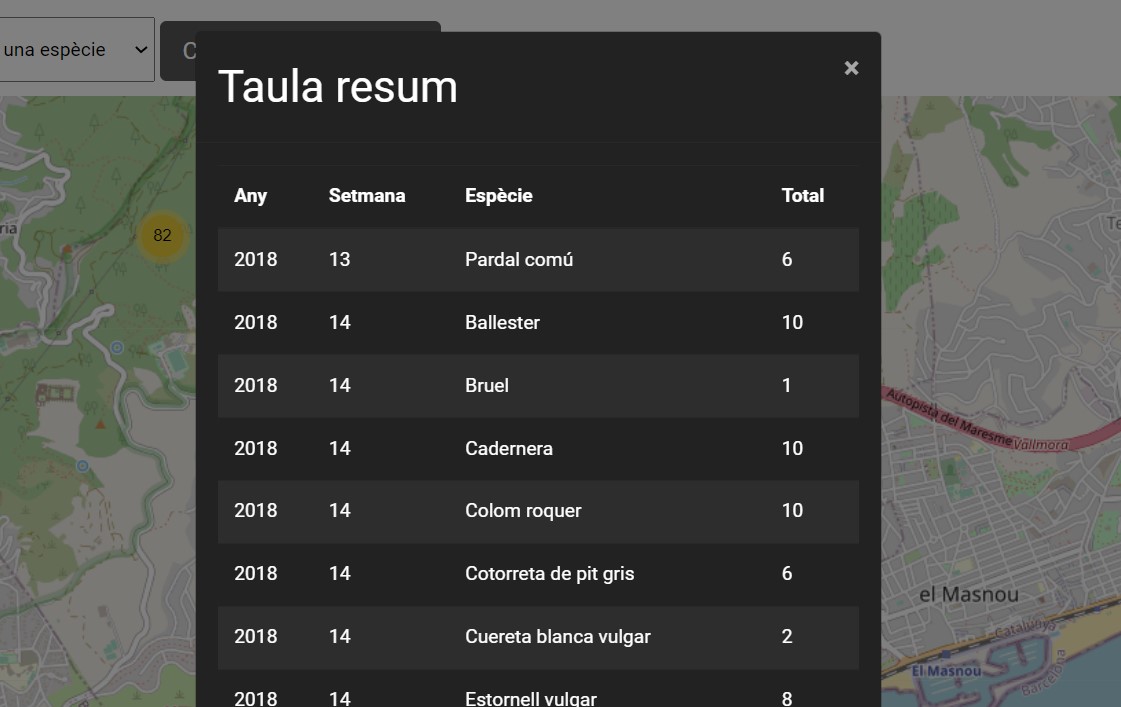 una espècie
C
Taula resum
×
Any Setmana Espècie Total
2018 13 Pardal comú 6
2018 14 Ballester 10
2018 14 Bruel 1
2018 14 Cadernera 10
2018 14 Colom roquer 10
2018 14 Cotorreta de pit gris 6
2018 14 Cuereta blanca vulgar 2
2018 14 Estornell vulgar 8
ria
82
Te
Autopista del Maresme
Vallmora
el Masnou
Catalunya
El Masnou
Barcelona